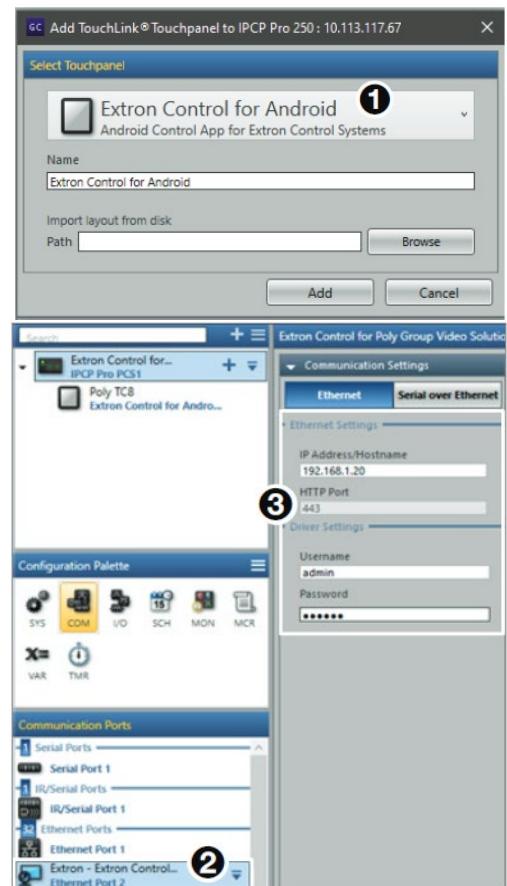 GC Add TouchLink® Touchpanel to IPCP Pro 250 : 10.113.117.67 ×
Select Touchpanel
Extron Control for Android
1
Android Control App for Extron Control Systems
Name
Extron Control for Android
Import layout from disk
Path
Browse
Add
Cancel
Search
Extron Control for...
IPCP Pro PCS1
Poly TC8
Extron Control for Andro...
Configuration Palette
SYS
COM
I/O
15
SCH
MON
MCR
X=
VAR
TMR
Communication Ports
1 Serial Ports
Serial Port 1
1 IR/Serial Ports
IR/Serial Port 1
32 Ethernet Ports
Ethernet Port 1
Extron - Extron Control...
2
Ethernet Port 2
Extron Control for Poly Group Video Solutio
Communication Settings
Ethernet
Serial over Ethernet
Ethernet Settings
IP Address/Hostname
192.168.1.20
HTTP Port
3
443
Driver Settings
Username
admin
Password
••••••